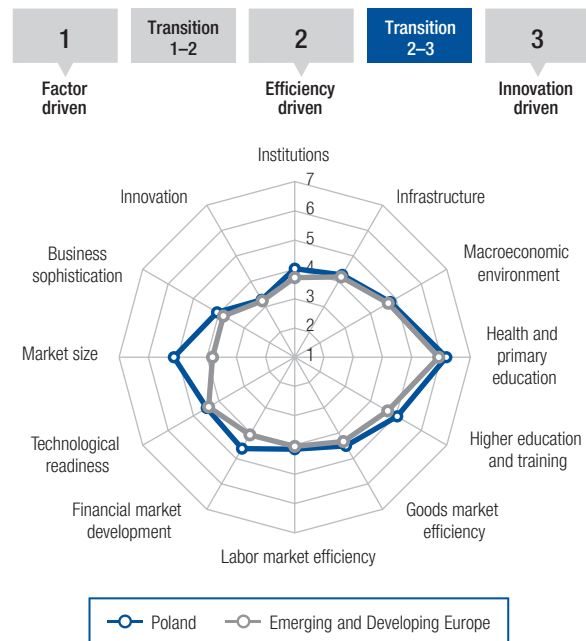 1
Transition
1–2
2
Transition
2–3
3
Factor
driven
Efficiency
driven
Innovation
driven
Institutions
7
Innovation
Infrastructure
6
5
Business
sophistication
Macroeconomic
environment
4
3
2
Market size
1
Health and
primary
education
Technological
readiness
Higher education
and training
Financial market
development
Goods market
efficiency
Labor market efficiency
Poland
Emerging and Developing Europe